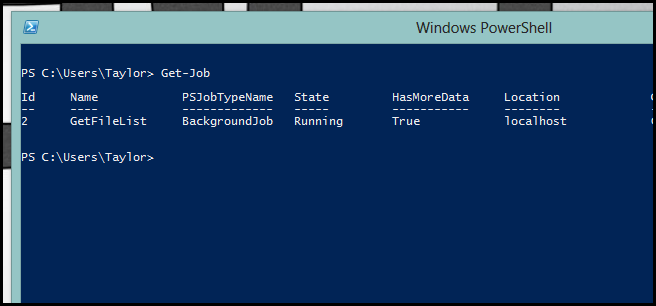 Windows PowerShell
PS C:\Users\Taylor> Get-Job
Id Name PSJobTypeName State HasMoreData Location
-- ---- ------------- ----- ----------- --------
2 GetFileList BackgroundJob Running True localhost
PS C:\Users\Taylor>